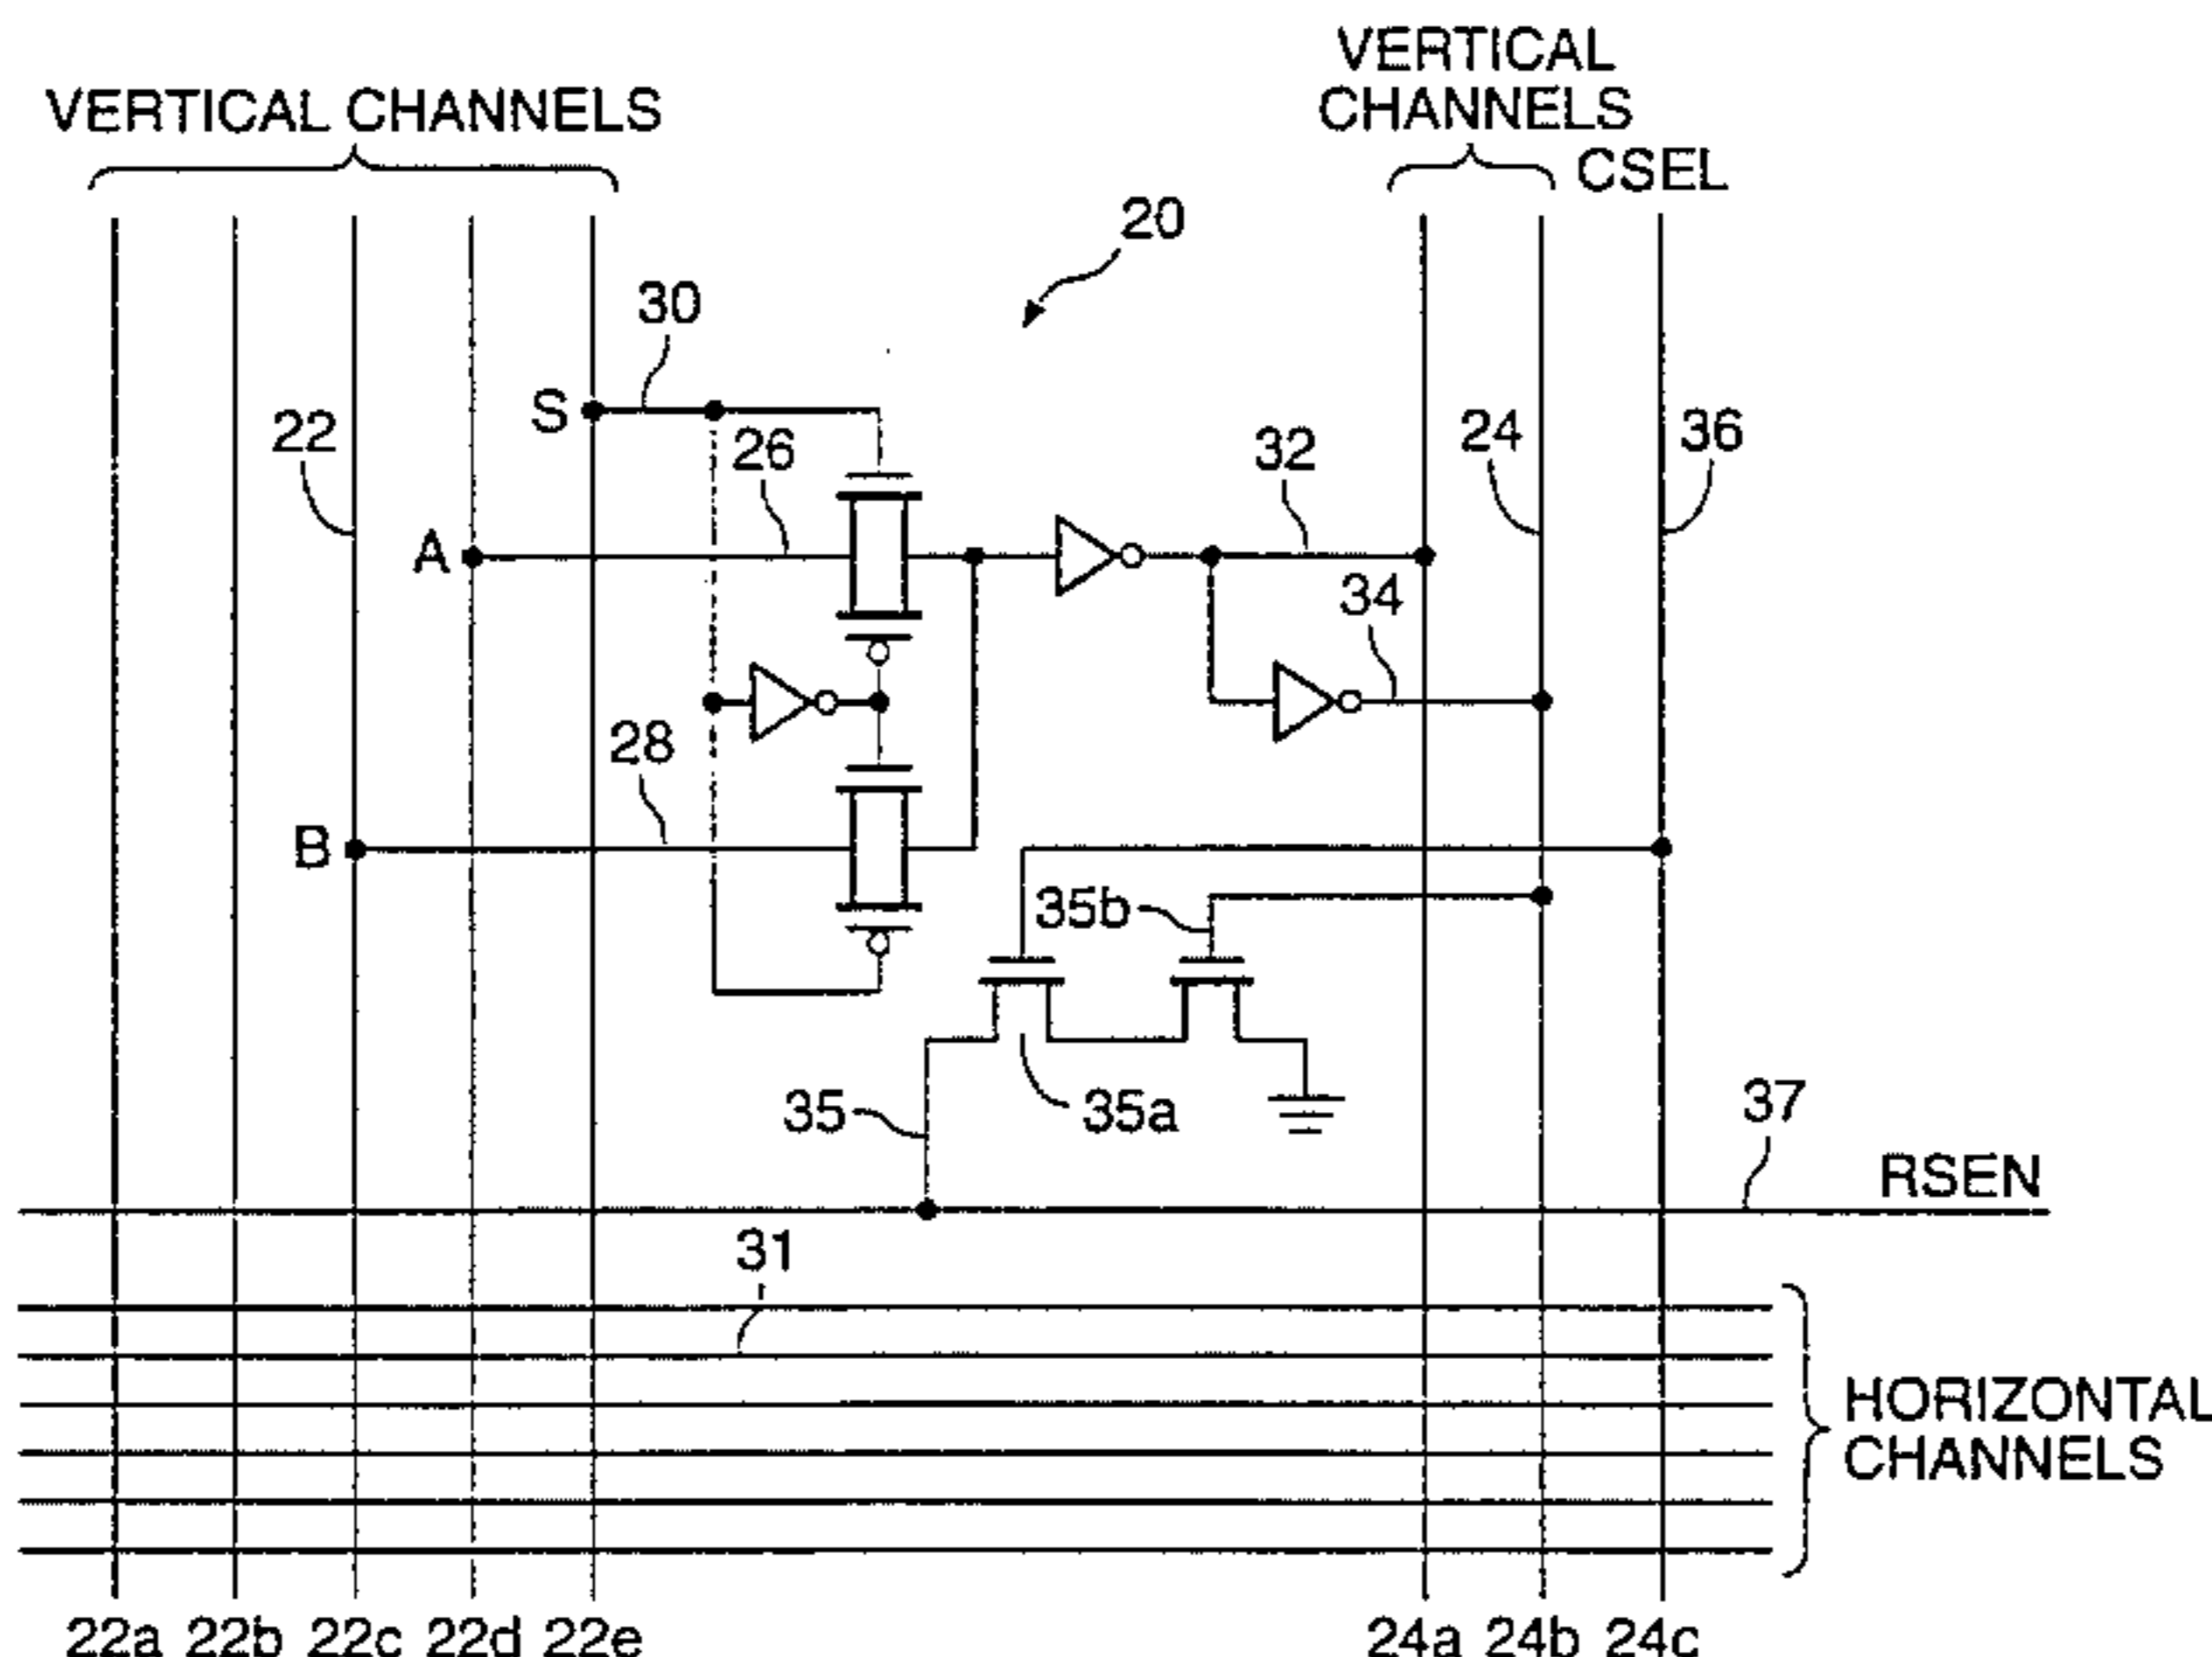 VERTICAL CHANNELS
VERTICAL
CHANNELS
CSEL
20
30
S
22
26
32
24
36
A
34
28
B
35b
35
35a
37
RSEN
31
HORIZONTAL
CHANNELS
22a 22b 22c 22d 22e
24a 24b 24c